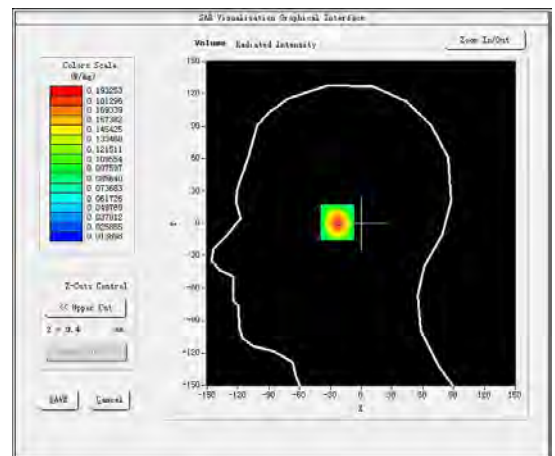 SAR Visualisation Graphical Interface
Volume Radiated Intensity
Zoom In/Out
Colors Scale
(W/kg)
0.193253
0.181296
0.169339
0.157382
0.145425
0.133468
0.121511
0.109554
0.097597
0.085640
0.073683
0.061726
0.049769
0.037812
0.025855
0.013898
Z-Cuts Control
<< Upper Cut
Z = 0.4 mm
SAVE
Cancel
150
120
90
60
30
0
-30
-60
-90
-120
-150
-150 -120 -90 -60 -30 0 30 60 90 120 150
X